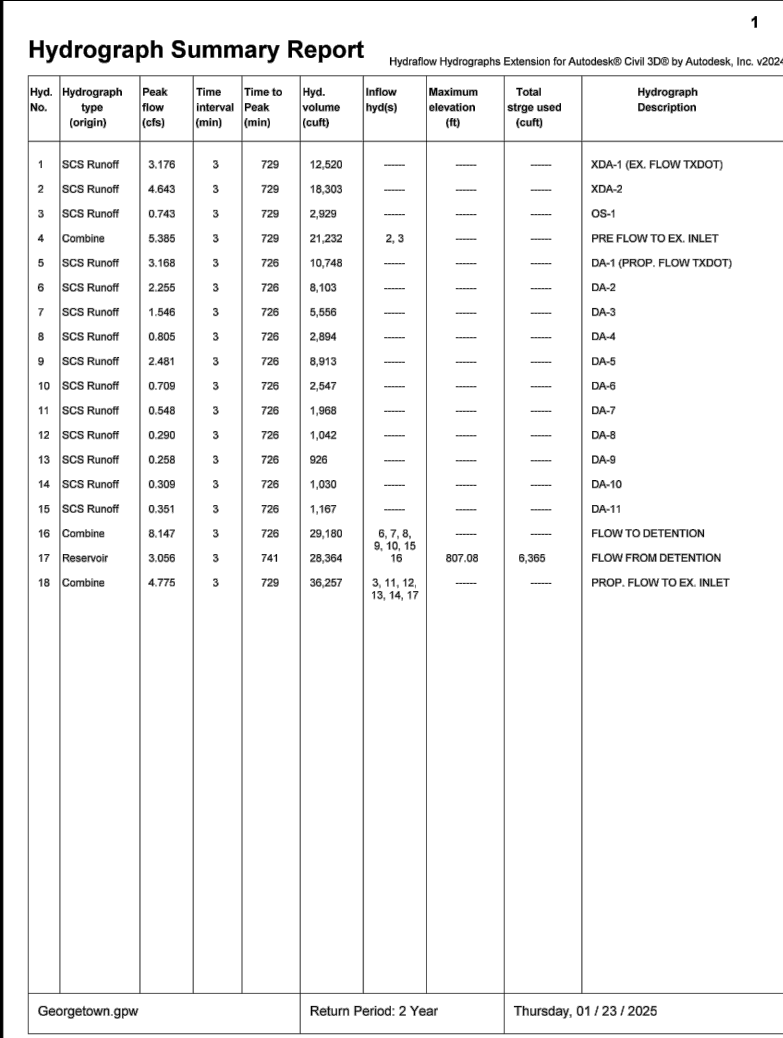 1
Hydrograph Summary Report
Hydraflow Hydrographs Extension for Autodesk® Civil 3D® by Autodesk, Inc. v2024
Hyd. No. Hydrograph type (origin) Peak flow (cfs) Time interval (min) Time to Peak (min) Hyd. volume (cuft) Inflow hyd(s) Maximum elevation (ft) Total strge used (cuft) Hydrograph Description
1 SCS Runoff 3.176 3 729 12,520 ------ ------ ------ XDA-1 (EX. FLOW TXDOT)
2 SCS Runoff 4.643 3 729 18,303 ------ ------ ------ XDA-2
3 SCS Runoff 0.743 3 729 2,929 ------ ------ ------ OS-1
4 Combine 5.385 3 729 21,232 2, 3 ------ ------ PRE FLOW TO EX. INLET
5 SCS Runoff 3.168 3 726 10,748 ------ ------ ------ DA-1 (PROP. FLOW TXDOT)
6 SCS Runoff 2.255 3 726 8,103 ------ ------ ------ DA-2
7 SCS Runoff 1.546 3 726 5,556 ------ ------ ------ DA-3
8 SCS Runoff 0.805 3 726 2,894 ------ ------ ------ DA-4
9 SCS Runoff 2.481 3 726 8,913 ------ ------ ------ DA-5
10 SCS Runoff 0.709 3 726 2,547 ------ ------ ------ DA-6
11 SCS Runoff 0.548 3 726 1,968 ------ ------ ------ DA-7
12 SCS Runoff 0.290 3 726 1,042 ------ ------ ------ DA-8
13 SCS Runoff 0.258 3 726 926 ------ ------ ------ DA-9
14 SCS Runoff 0.309 3 726 1,030 ------ ------ ------ DA-10
15 SCS Runoff 0.351 3 726 1,167 ------ ------ ------ DA-11
16 Combine 8.147 3 726 29,180 6, 7, 8, 9, 10, 15 ------ ------ FLOW TO DETENTION
17 Reservoir 3.056 3 741 28,364 16 807.08 6,365 FLOW FROM DETENTION
18 Combine 4.775 3 729 36,257 3, 11, 12, 13, 14, 17 ------ ------ PROP. FLOW TO EX. INLET
Georgetown.gpw Return Period: 2 Year Thursday, 01 / 23 / 2025